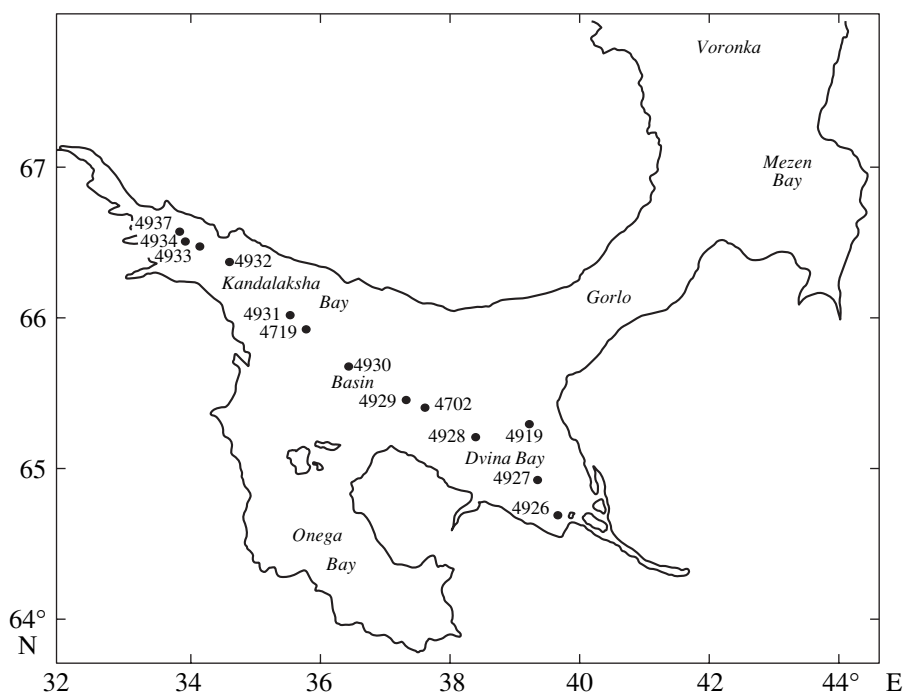 Voronka
67
Mezen
Bay
4937
4934
4933
4932
Kandalaksha
Bay
Gorlo
4931
66
4719
4930
Basin
4929
4702
4928
4919
Dvina Bay
65
4927
4926
Onega
Bay
64°
N
32
34
36
38
40
42
44° E